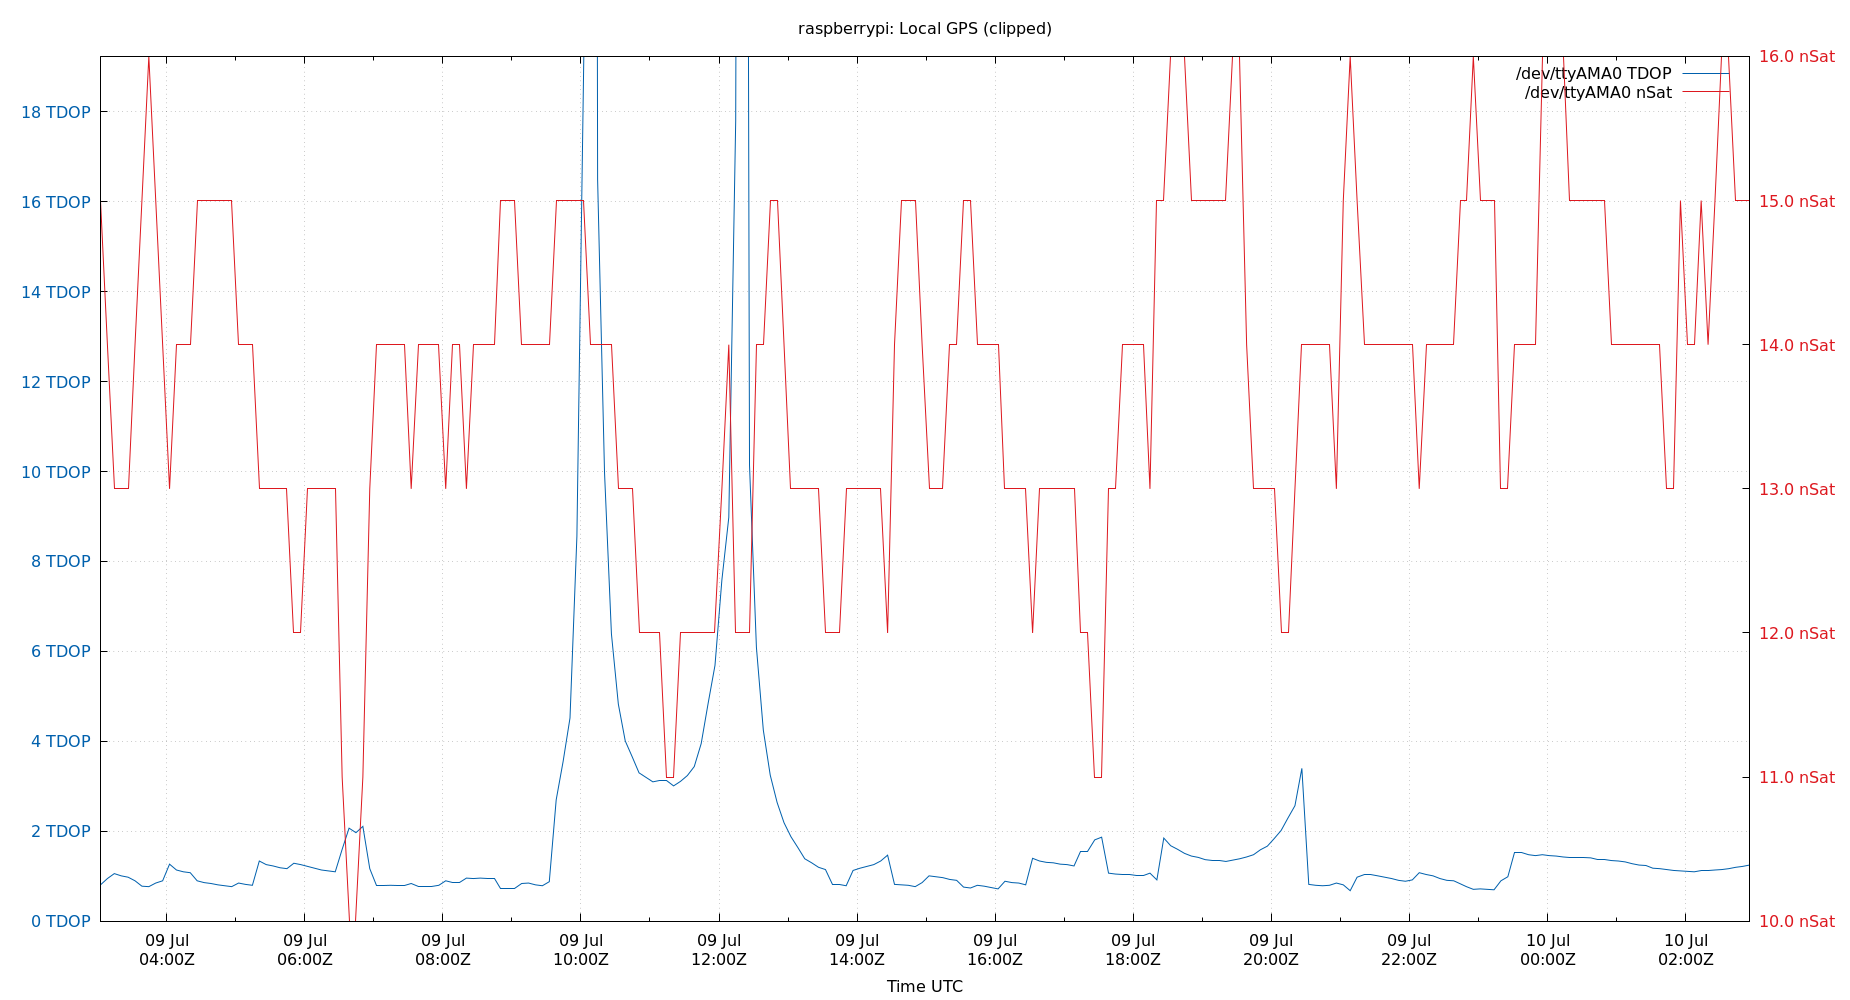 raspberrypi: Local GPS (clipped)
/dev/ttyAMA0 TDOP
/dev/ttyAMA0 nSat
18 TDOP
16 TDOP
14 TDOP
12 TDOP
10 TDOP
8 TDOP
6 TDOP
4 TDOP
2 TDOP
0 TDOP
16.0 nSat
15.0 nSat
14.0 nSat
13.0 nSat
12.0 nSat
11.0 nSat
10.0 nSat
09 Jul
04:00Z
09 Jul
06:00Z
09 Jul
08:00Z
09 Jul
10:00Z
09 Jul
12:00Z
09 Jul
14:00Z
09 Jul
16:00Z
09 Jul
18:00Z
09 Jul
20:00Z
09 Jul
22:00Z
10 Jul
00:00Z
10 Jul
02:00Z
Time UTC